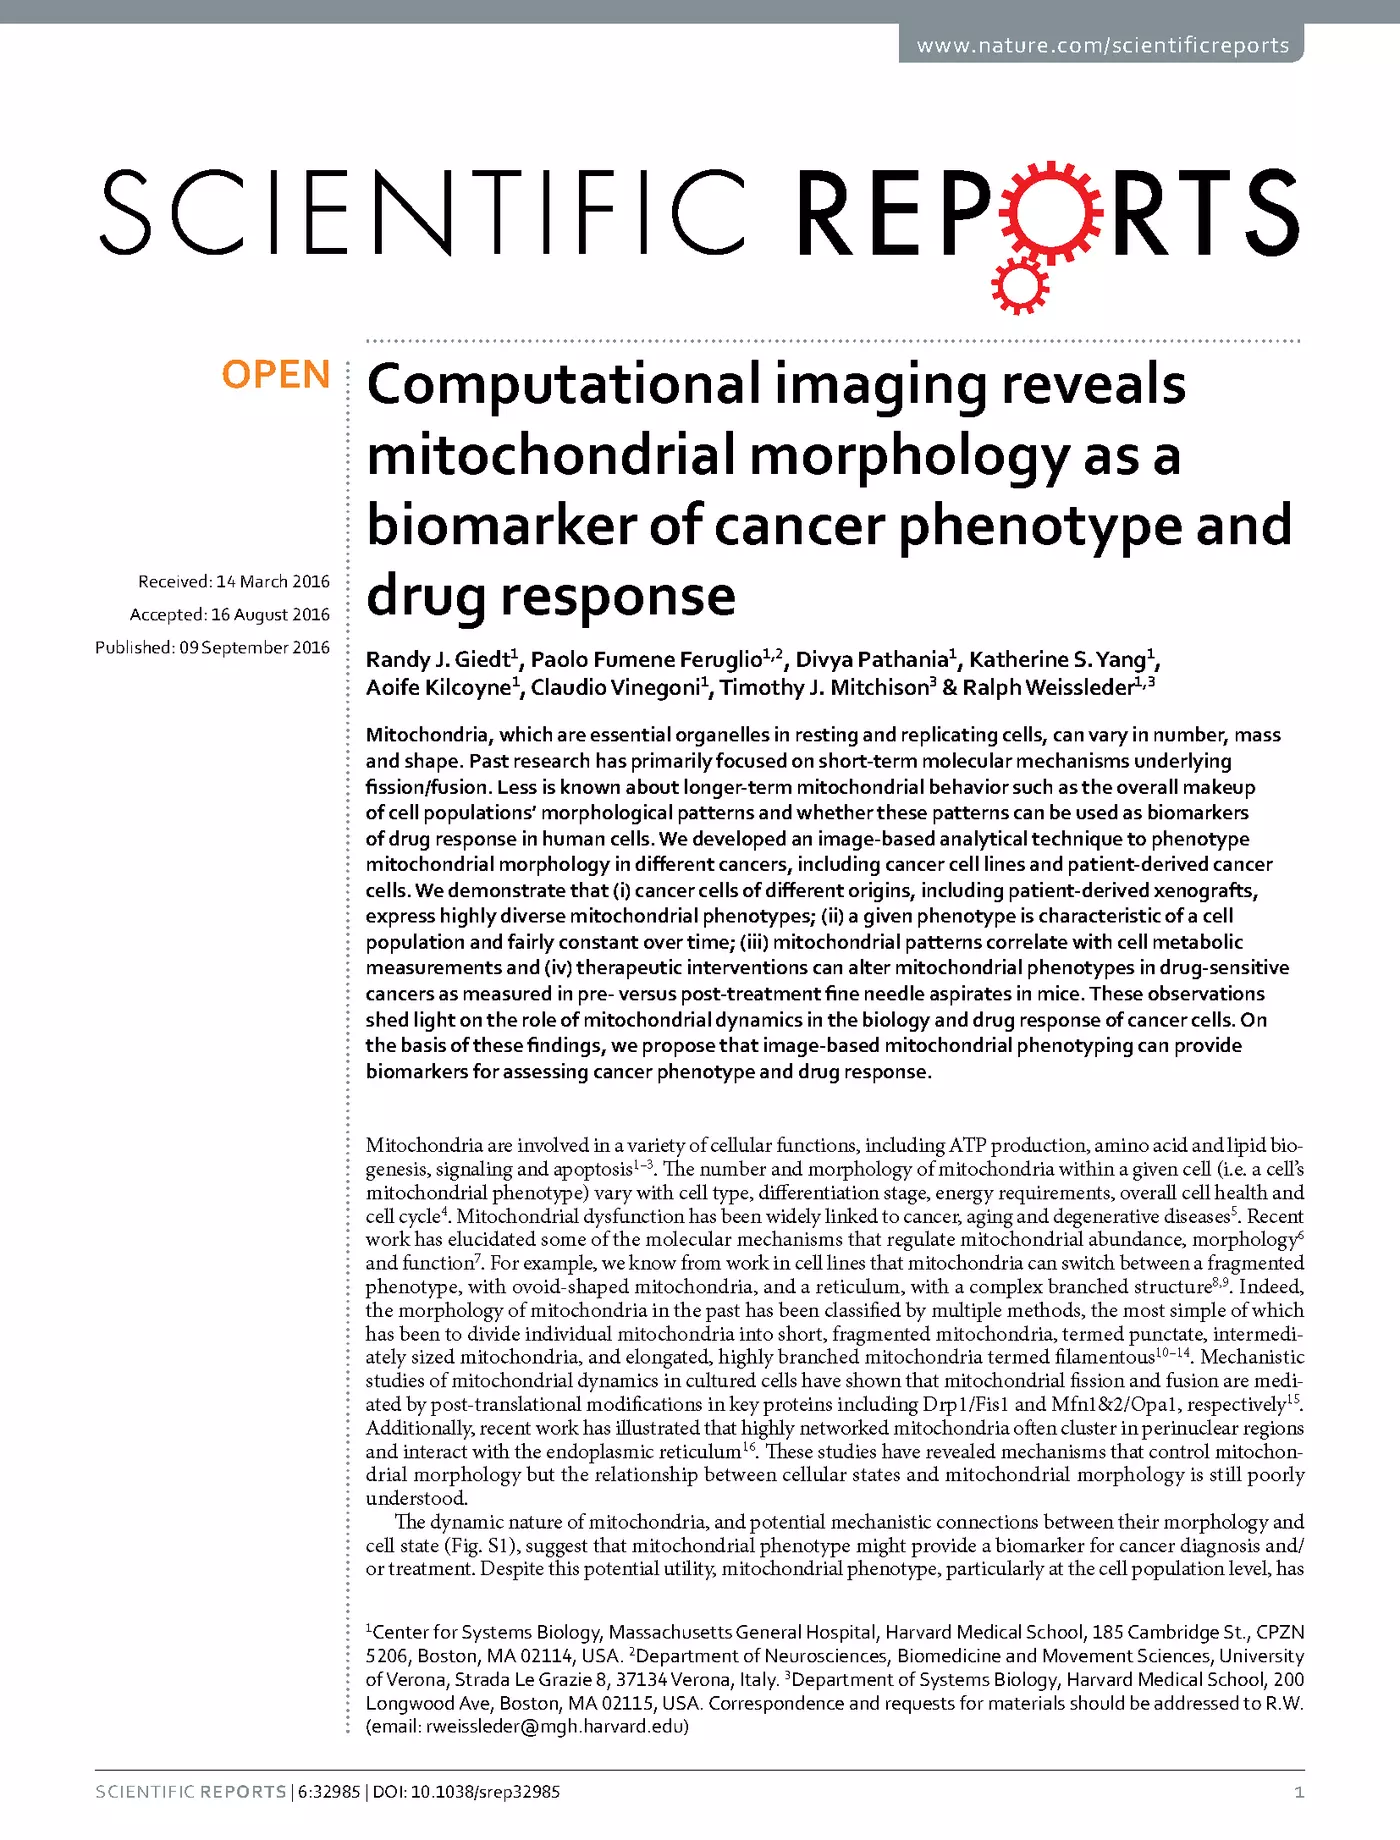 www.nature.com/scientificreports
SCIENTIFIC REPORTS
OPEN
Computational imaging reveals
mitochondrial morphology as a
biomarker of cancer phenotype and
drug response
Received: 14 March 2016
Accepted: 16 August 2016
Published: 09 September 2016
Randy J. Giedt¹, Paolo Fumene Feruglio¹,², Divya Pathania¹, Katherine S. Yang¹,
Aoife Kilcoyne¹, Claudio Vinegoni¹, Timothy J. Mitchison³ & Ralph Weissleder¹,³
Mitochondria, which are essential organelles in resting and replicating cells, can vary in number, mass
and shape. Past research has primarily focused on short-term molecular mechanisms underlying
fission/fusion. Less is known about longer-term mitochondrial behavior such as the overall makeup
of cell populations’ morphological patterns and whether these patterns can be used as biomarkers
of drug response in human cells. We developed an image-based analytical technique to phenotype
mitochondrial morphology in different cancers, including cancer cell lines and patient-derived cancer
cells. We demonstrate that (i) cancer cells of different origins, including patient-derived xenografts,
express highly diverse mitochondrial phenotypes; (ii) a given phenotype is characteristic of a cell
population and fairly constant over time; (iii) mitochondrial patterns correlate with cell metabolic
measurements and (iv) therapeutic interventions can alter mitochondrial phenotypes in drug-sensitive
cancers as measured in pre- versus post-treatment fine needle aspirates in mice. These observations
shed light on the role of mitochondrial dynamics in the biology and drug response of cancer cells. On
the basis of these findings, we propose that image-based mitochondrial phenotyping can provide
biomarkers for assessing cancer phenotype and drug response.
Mitochondria are involved in a variety of cellular functions, including ATP production, amino acid and lipid bio-
genesis, signaling and apoptosis¹⁻³. The number and morphology of mitochondria within a given cell (i.e. a cell’s
mitochondrial phenotype) vary with cell type, differentiation stage, energy requirements, overall cell health and
cell cycle⁴. Mitochondrial dysfunction has been widely linked to cancer, aging and degenerative diseases⁵. Recent
work has elucidated some of the molecular mechanisms that regulate mitochondrial abundance, morphology⁶
and function⁷. For example, we know from work in cell lines that mitochondria can switch between a fragmented
phenotype, with ovoid-shaped mitochondria, and a reticulum, with a complex branched structure⁸,⁹. Indeed,
the morphology of mitochondria in the past has been classified by multiple methods, the most simple of which
has been to divide individual mitochondria into short, fragmented mitochondria, termed punctate, intermedi-
ately sized mitochondria, and elongated, highly branched mitochondria termed filamentous¹⁰⁻¹⁴. Mechanistic
studies of mitochondrial dynamics in cultured cells have shown that mitochondrial fission and fusion are medi-
ated by post-translational modifications in key proteins including Drp1/Fis1 and Mfn1&2/Opa1, respectively¹⁵.
Additionally, recent work has illustrated that highly networked mitochondria often cluster in perinuclear regions
and interact with the endoplasmic reticulum¹⁶. These studies have revealed mechanisms that control mitochon-
drial morphology but the relationship between cellular states and mitochondrial morphology is still poorly
understood.
The dynamic nature of mitochondria, and potential mechanistic connections between their morphology and
cell state (Fig. S1), suggest that mitochondrial phenotype might provide a biomarker for cancer diagnosis and/
or treatment. Despite this potential utility, mitochondrial phenotype, particularly at the cell population level, has
¹Center for Systems Biology, Massachusetts General Hospital, Harvard Medical School, 185 Cambridge St., CPZN
5206, Boston, MA 02114, USA. ²Department of Neurosciences, Biomedicine and Movement Sciences, University
of Verona, Strada Le Grazie 8, 37134 Verona, Italy. ³Department of Systems Biology, Harvard Medical School, 200
Longwood Ave, Boston, MA 02115, USA. Correspondence and requests for materials should be addressed to R.W.
(email: rweissleder@mgh.harvard.edu)
SCIENTIFIC REPORTS | 6:32985 | DOI: 10.1038/srep32985
1